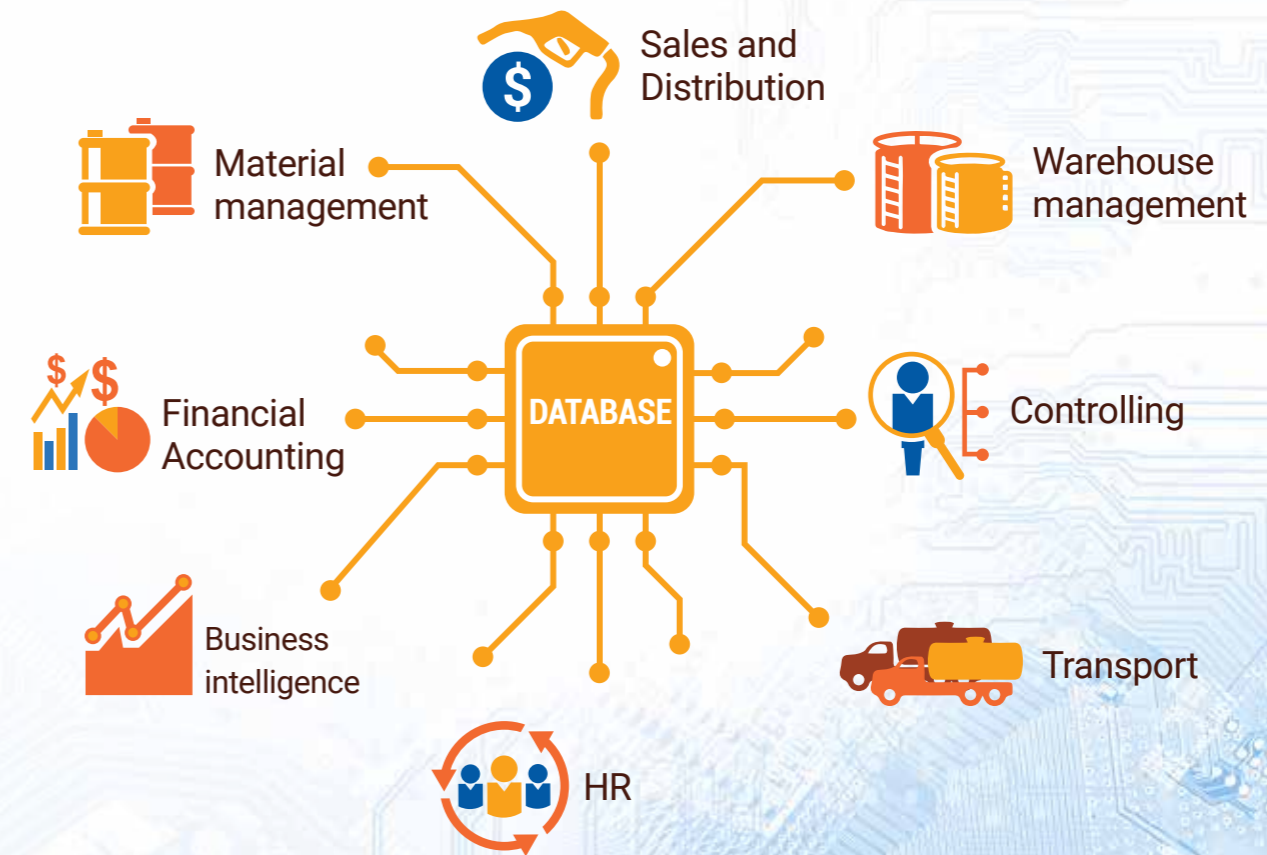 Sales and
Distribution
Material
management
Warehouse
management
$
$ $
DATABASE
Financial
Accounting
Controlling
Business
intelligence
Transport
HR